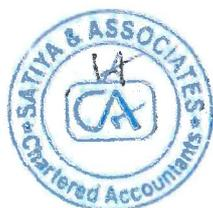 SATIYA & ASSOCIATES
CA
Chartered Accountants